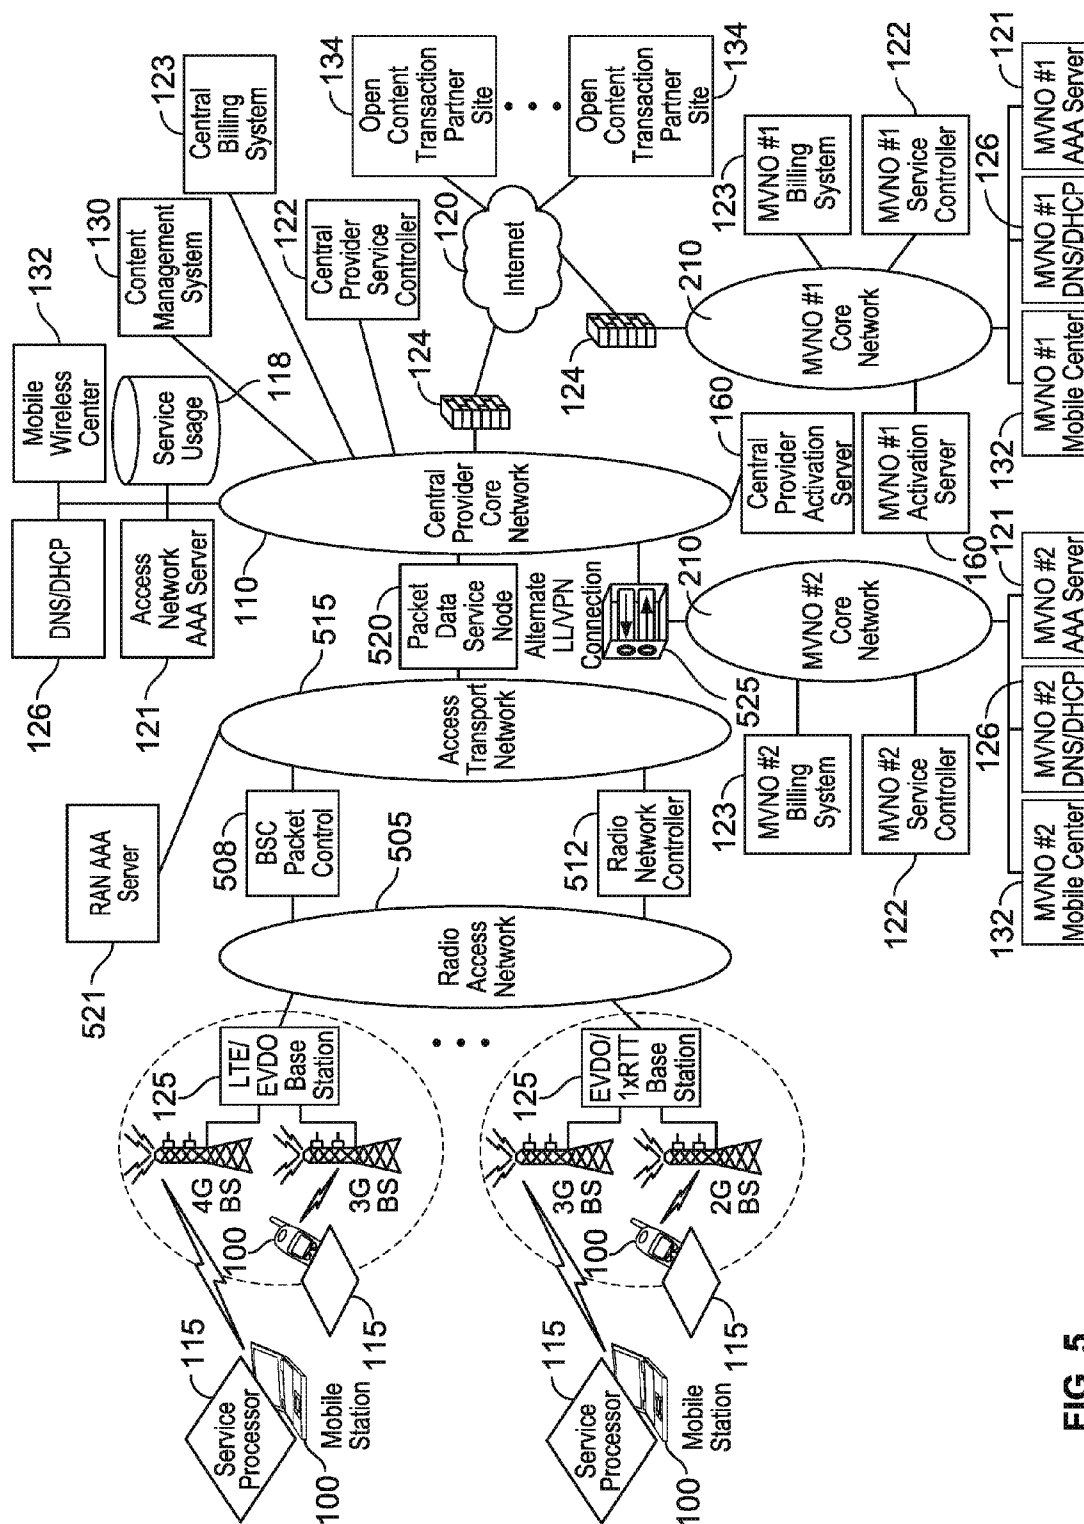 132
Mobile
Wireless
Center
130
Content
Management
System
123
Central
Billing
System
134
Open
Content
Transaction
Partner
Site
DNS/DHCP
126
Service
Usage
118
122
Central
Provider
Service
Controller
120
Internet
Open
Content
Transaction
Partner
Site
134
Access
Network
AAA Server
121
110
Central
Provider
Core
Network
124
124
RAN AAA
Server
521
515
Access
Transport
Network
520
Packet
Data
Service
Node
Alternate
LL/VPN
Connection
525
160
Central
Provider
Activation
Server
508
BSC
Packet
Control
505
512
Radio
Network
Controller
Radio
Access
Network
210
MVNO #1
Core
Network
123
MVNO #1
Billing
System
122
MVNO #1
Service
Controller
MVNO #1
Activation
Server
160
132
MVNO #1
Mobile Center
126
MVNO #1
DNS/DHCP
121
MVNO #1
AAA Server
210
MVNO #2
Core
Network
123
MVNO #2
Billing
System
122
MVNO #2
Service
Controller
132
MVNO #2
Mobile Center
126
MVNO #2
DNS/DHCP
121
MVNO #2
AAA Server
125
LTE/
EVDO
Base
Station
4G
BS
3G
BS
100
115
115
Service
Processor
100
Mobile
Station
125
EVDO/
1xRTT
Base
Station
3G
BS
2G
BS
100
115
115
Service
Processor
100
Mobile
Station
FIG. 5